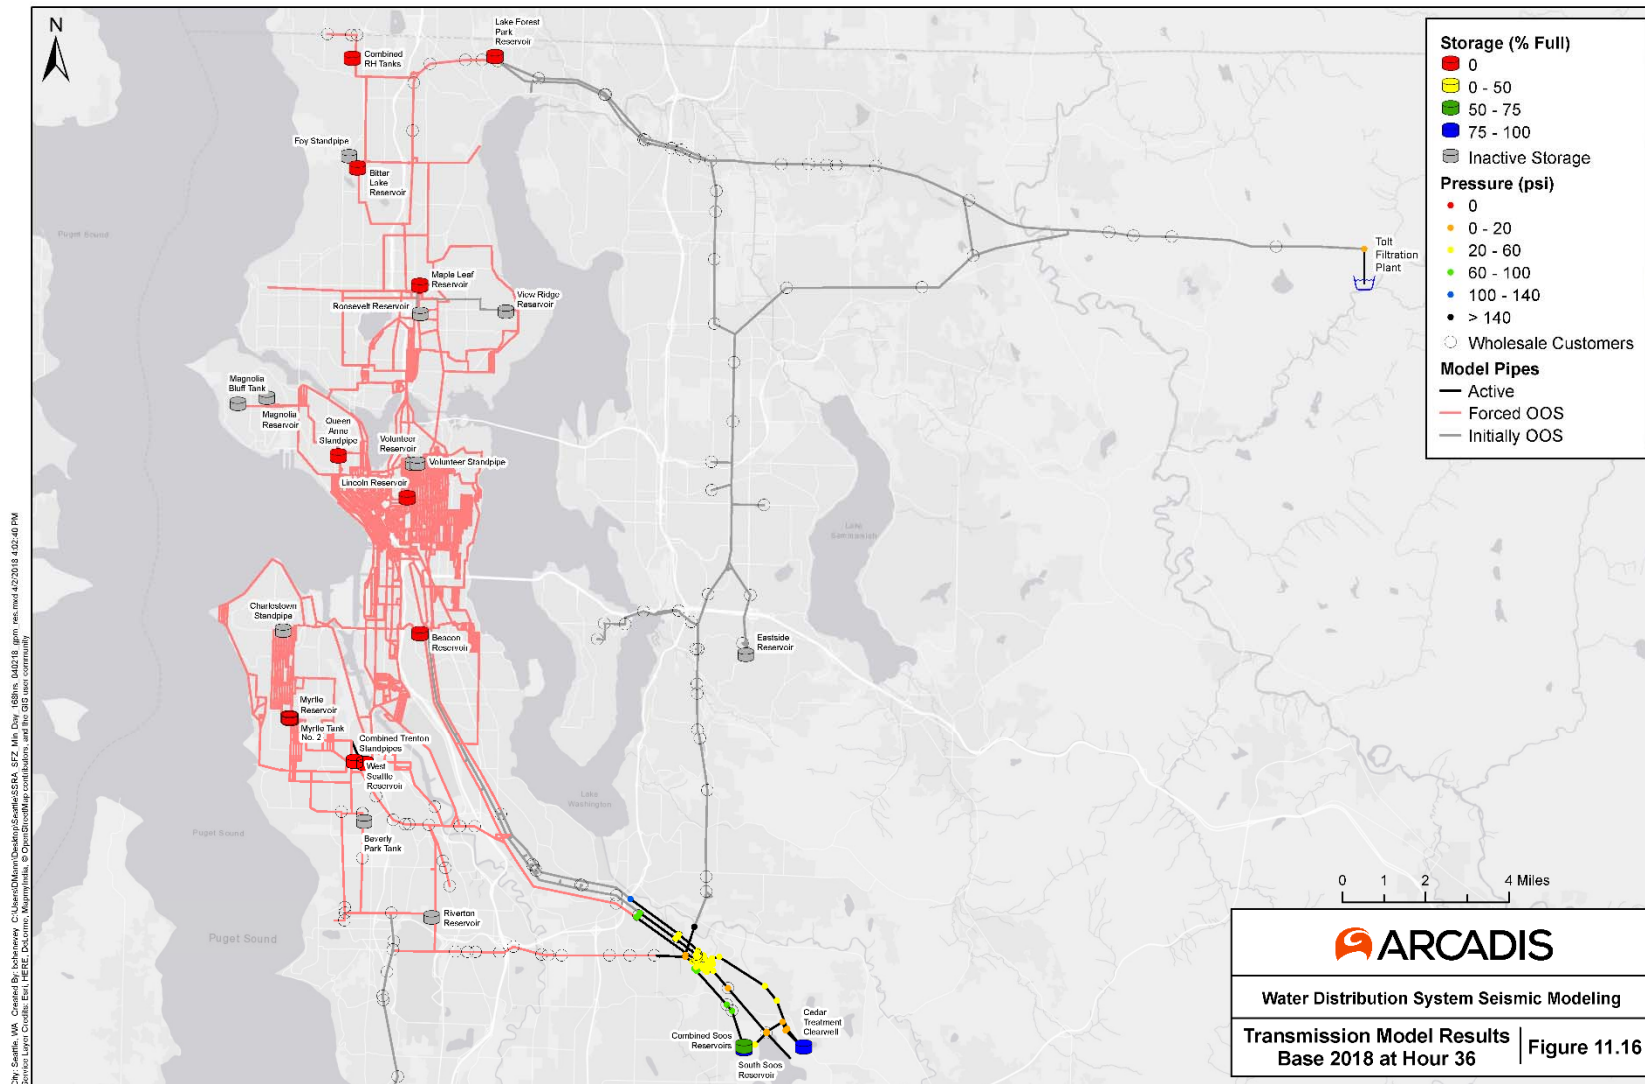 N
Lake Forest
Park
Reservoir
Combined
RH Tanks
Foy Standpipe
Bitter
Lake
Reservoir
Puget Sound
Maple Leaf
Reservoir
Roosevelt Reservoir
View Ridge
Reservoir
Tolt
Filtration
Plant
Magnolia
Bluff Tank
Magnolia
Reservoir
Queen
Anne
Standpipe
Volunteer
Reservoir
Volunteer Standpipe
Lincoln Reservoir
Lake
Sammamish
Charlestown
Standpipe
Beacon
Reservoir
Eastside
Reservoir
Myrtle
Reservoir
Myrtle Tank
No. 2
Combined Trenton
Standpipes
West
Seattle
Reservoir
Lake
Washington
Puget Sound
Beverly
Park Tank
Riverton
Reservoir
Puget Sound
Combined Soos
Reservoirs
South Soos
Reservoir
Cedar
Treatment
Clearwell
Storage (% Full)
0
0 - 50
50 - 75
75 - 100
Inactive Storage
Pressure (psi)
0
0 - 20
20 - 60
60 - 100
100 - 140
> 140
Wholesale Customers
Model Pipes
Active
Forced OOS
Initially OOS
0 1 2 4 Miles
ARCADIS
Water Distribution System Seismic Modeling
Transmission Model Results
Base 2018 at Hour 36
Figure 11.16